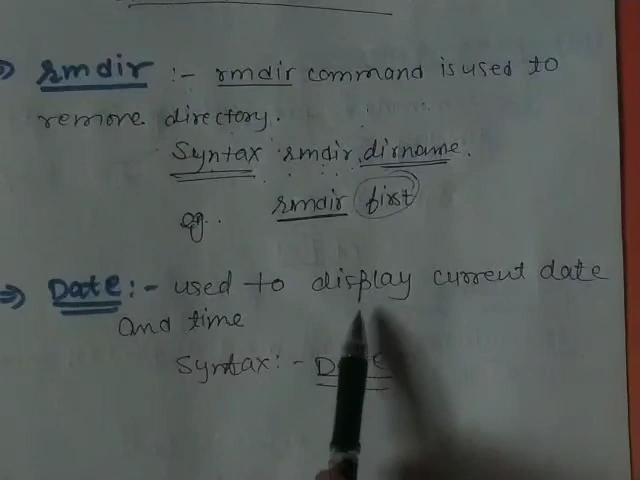 ⇒ rmdir :- rmdir command is used to
remove directory.
Syntax rmdir dirname.
eg. rmdir first
⇒ Date :- used to display current date
and time
Syntax :- Date